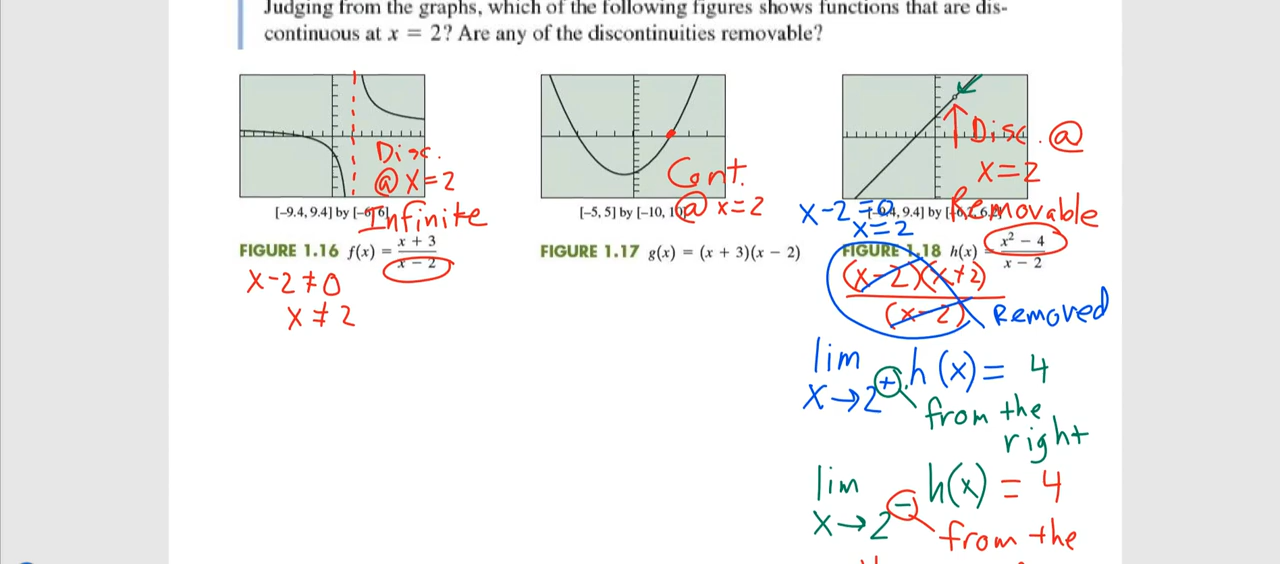 Judging from the graphs, which of the following figures shows functions that are dis-
continuous at x = 2? Are any of the discontinuities removable?
Disc.
@ x=2
Infinite
[−9.4, 9.4] by [−6, 6]
FIGURE 1.16 f(x) = x + 3 / x − 2
x-2≠0
x ≠ 2
Cont.
@ x=2
[−5, 5] by [−10, 10]
FIGURE 1.17 g(x) = (x + 3)(x − 2)
Disc. @
x=2
Removable
x-2=0
x=2
9.4] by
FIGURE 1.18 h(x) = x² − 4 / x − 2
(x-2)(x+2)
(x-2)
Removed
lim x→2⁺ h(x) = 4
from the
right
lim x→2⁻ h(x) = 4
from the